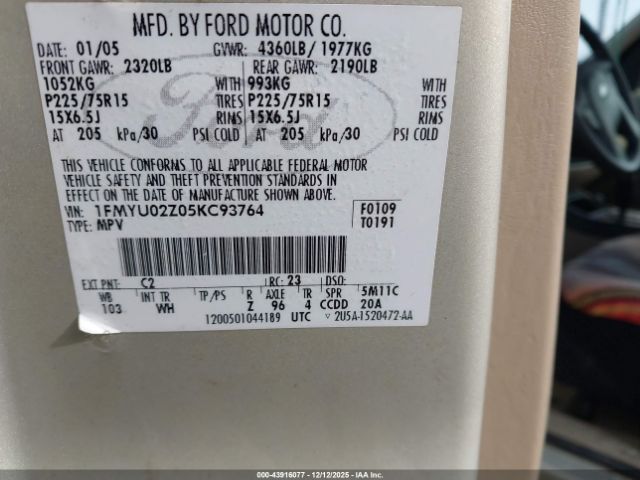 MFD. BY FORD MOTOR CO.
DATE: 01/05 GVWR: 4360LB/ 1977KG
FRONT GAWR: 2320LB REAR GAWR: 2190LB
1052KG WITH 993KG WITH
P225/75R15 TIRES P225/75R15 TIRES
15X6.5J RIMS 15X6.5J RIMS
AT 205 kPa/30 PSI COLD AT 205 kPa/30 PSI COLD
Ford
THIS VEHICLE CONFORMS TO ALL APPLICABLE FEDERAL MOTOR
VEHICLE SAFETY AND THEFT PREVENTION STANDARDS IN
EFFECT ON THE DATE OF MANUFACTURE SHOWN ABOVE.
VIN: 1FMYU02Z05KC93764 F0109
TYPE: MPV T0191
EXT PNT: C2 RC: 23 DSO:
WB INT TR TP/PS R AXLE TR SPR 5M11C
103 WH Z 96 4 CCDD 20A
1200501044189 UTC ▽ 2U5A-1520472-AA
000-43916077 - 12/12/2025 - IAA Inc.